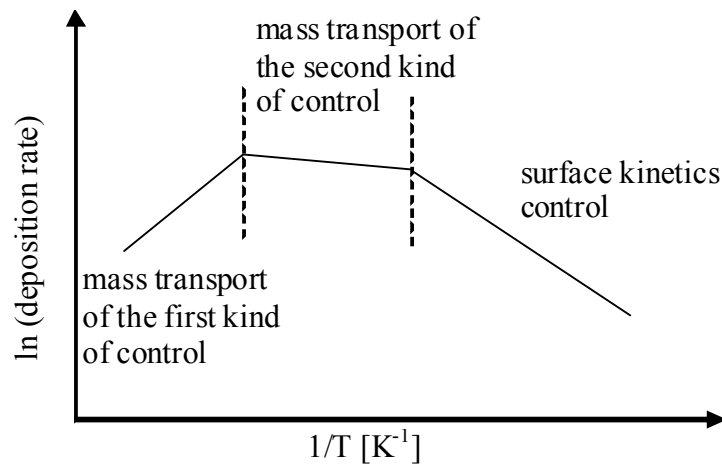 mass transport of
the second kind
of control
surface kinetics
control
mass transport
of the first kind
of control
ln (deposition rate)
1/T [K⁻¹]